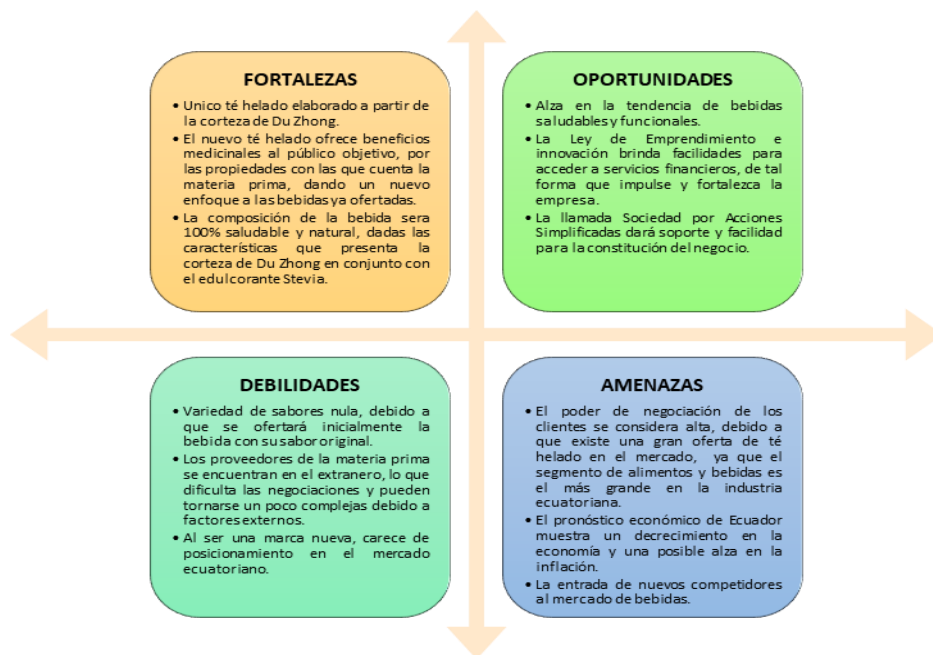 FORTALEZAS
• Unico té helado elaborado a partir de
la corteza de Du Zhong.
• El nuevo té helado ofrece beneficios
medicinales al público objetivo, por
las propiedades con las que cuenta la
materia prima, dando un nuevo
enfoque a las bebidas ya ofertadas.
• La composición de la bebida sera
100% saludable y natural, dadas las
características que presenta la
corteza de Du Zhong en conjunto con
el edulcorante Stevia.
OPORTUNIDADES
• Alza en la tendencia de bebidas
saludables y funcionales.
• La Ley de Emprendimiento e
innovación brinda facilidades para
acceder a servicios financieros, de tal
forma que impulse y fortalezca la
empresa.
• La llamada Sociedad por Acciones
Simplificadas dará soporte y facilidad
para la constitución del negocio.
DEBILIDADES
• Variedad de sabores nula, debido a
que se ofertará inicialmente la
bebida con su sabor original.
• Los proveedores de la materia prima
se encuentran en el extranero, lo que
dificulta las negociaciones y pueden
tornarse un poco complejas debido a
factores externos.
• Al ser una marca nueva, carece de
posicionamiento en el mercado
ecuatoriano.
AMENAZAS
• El poder de negociación de los
clientes se considera alta, debido a
que existe una gran oferta de té
helado en el mercado, ya que el
segmento de alimentos y bebidas es
el más grande en la industria
ecuatoriana.
• El pronóstico económico de Ecuador
muestra un decrecimiento en la
economía y una posible alza en la
inflación.
• La entrada de nuevos competidores
al mercado de bebidas.